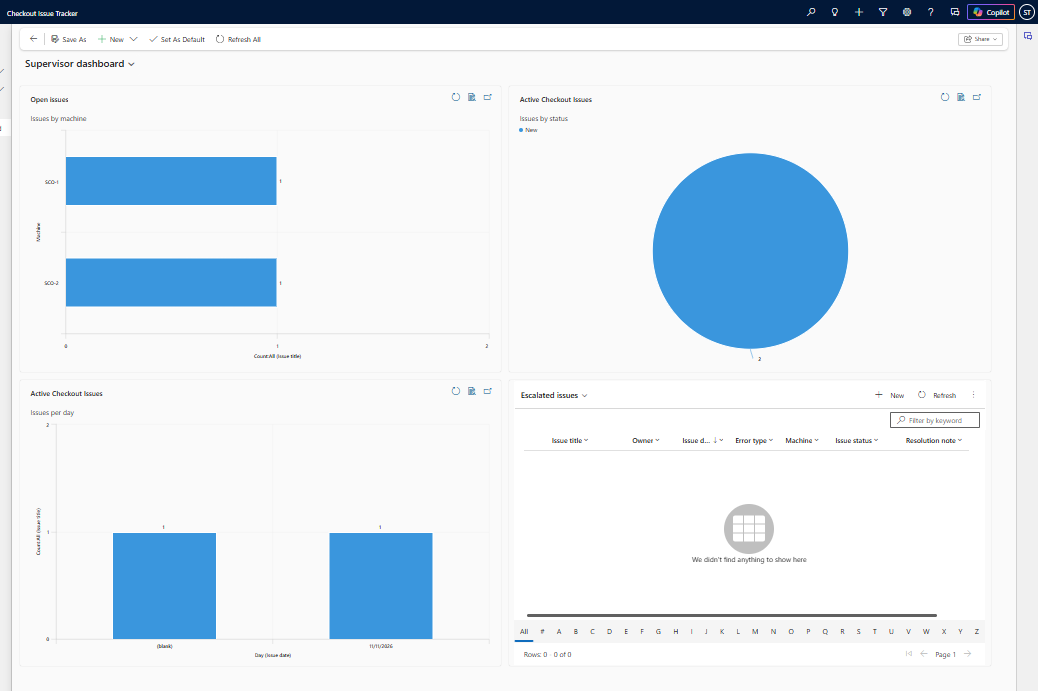 Checkout Issue Tracker
Copilot
ST
Save As
New
Set As Default
Refresh All
Share
Supervisor dashboard
Open issues
Issues by machine
SCO-1
1
Machine
SCO-2
1
0
1
2
Count:All (Issue title)
Active Checkout Issues
Issues by status
New
2
Active Checkout Issues
Issues per day
2
1
1
1
0
Count:All (Issue title)
(blank)
11/11/2026
Day (Issue date)
Escalated issues
New
Refresh
Filter by keyword
Issue title Owner Issue d... ↓ Error type Machine Issue status Resolution note
We didn't find anything to show here
All # A B C D E F G H I J K L M N O P Q R S T U V W X Y Z
Rows: 0 0 of 0
Page 1